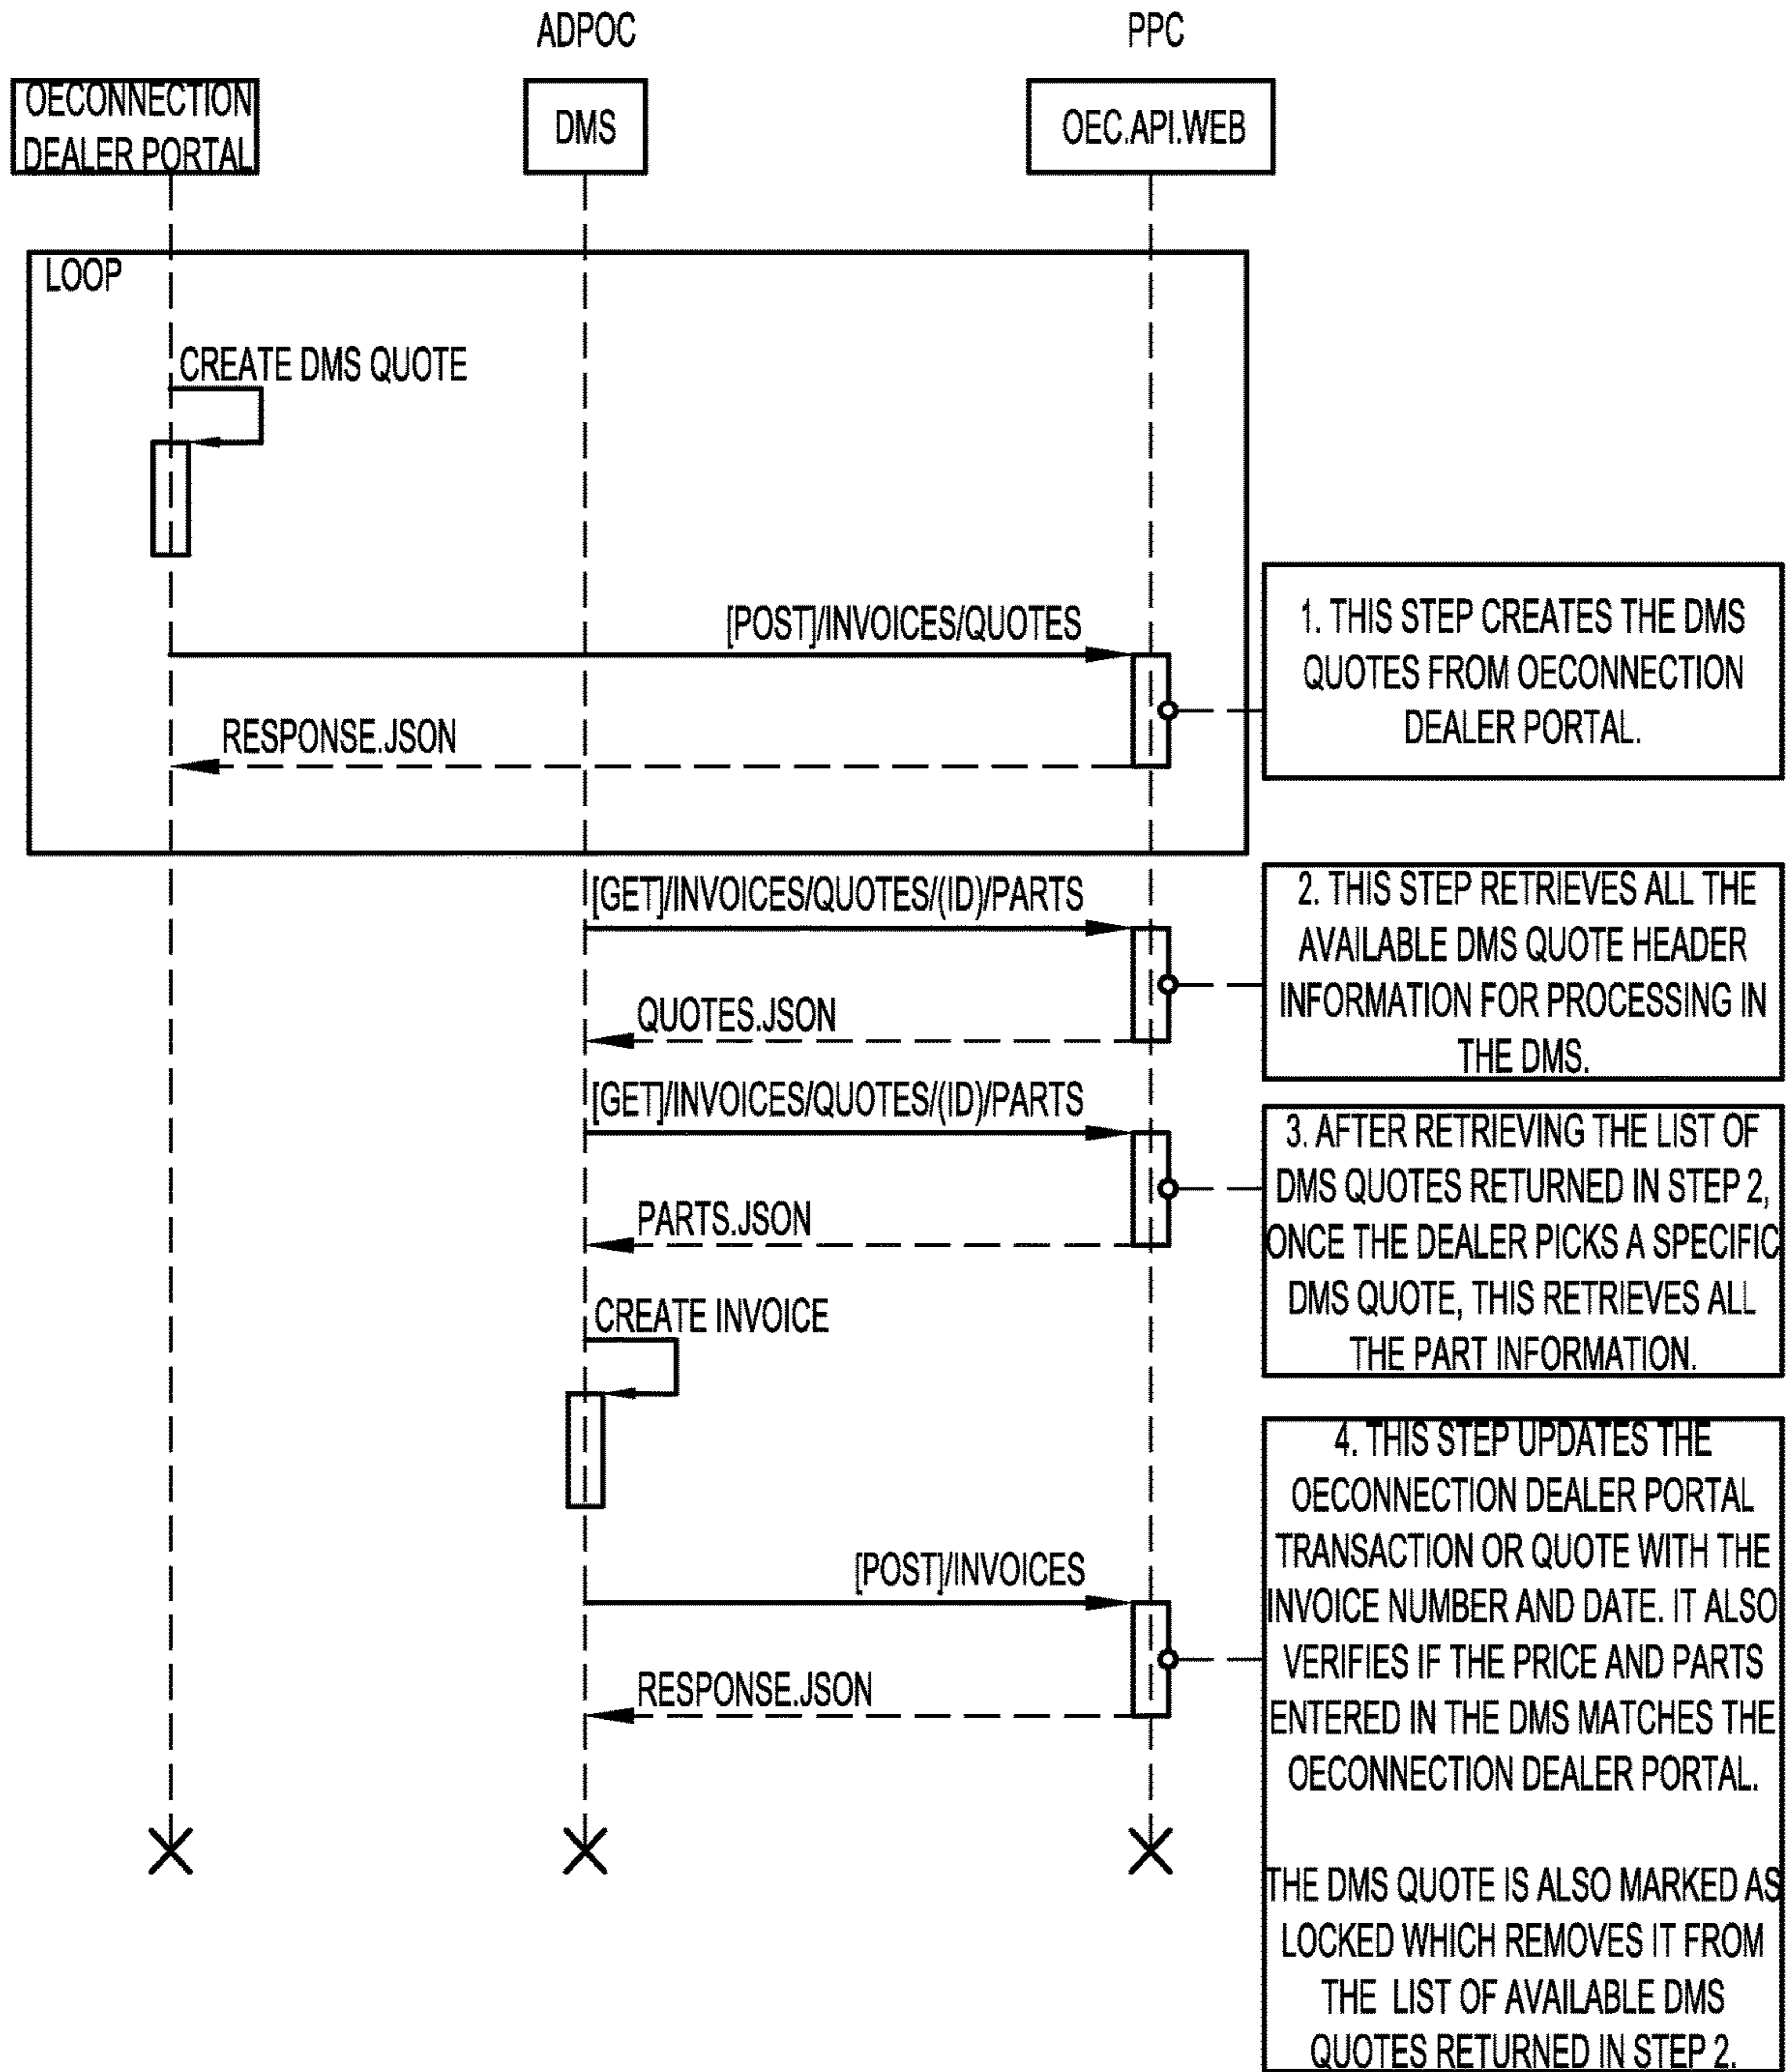 ADPOC
PPC
OECONNECTION
DEALER PORTAL
DMS
OEC.API.WEB
LOOP
CREATE DMS QUOTE
[POST]/INVOICES/QUOTES
RESPONSE.JSON
1. THIS STEP CREATES THE DMS
QUOTES FROM OECONNECTION
DEALER PORTAL.
[GET]/INVOICES/QUOTES/(ID)/PARTS
QUOTES.JSON
2. THIS STEP RETRIEVES ALL THE
AVAILABLE DMS QUOTE HEADER
INFORMATION FOR PROCESSING IN
THE DMS.
[GET]/INVOICES/QUOTES/(ID)/PARTS
PARTS.JSON
3. AFTER RETRIEVING THE LIST OF
DMS QUOTES RETURNED IN STEP 2,
ONCE THE DEALER PICKS A SPECIFIC
DMS QUOTE, THIS RETRIEVES ALL
THE PART INFORMATION.
CREATE INVOICE
[POST]/INVOICES
RESPONSE.JSON
4. THIS STEP UPDATES THE
OECONNECTION DEALER PORTAL
TRANSACTION OR QUOTE WITH THE
INVOICE NUMBER AND DATE. IT ALSO
VERIFIES IF THE PRICE AND PARTS
ENTERED IN THE DMS MATCHES THE
OECONNECTION DEALER PORTAL.
THE DMS QUOTE IS ALSO MARKED AS
LOCKED WHICH REMOVES IT FROM
THE LIST OF AVAILABLE DMS
QUOTES RETURNED IN STEP 2.